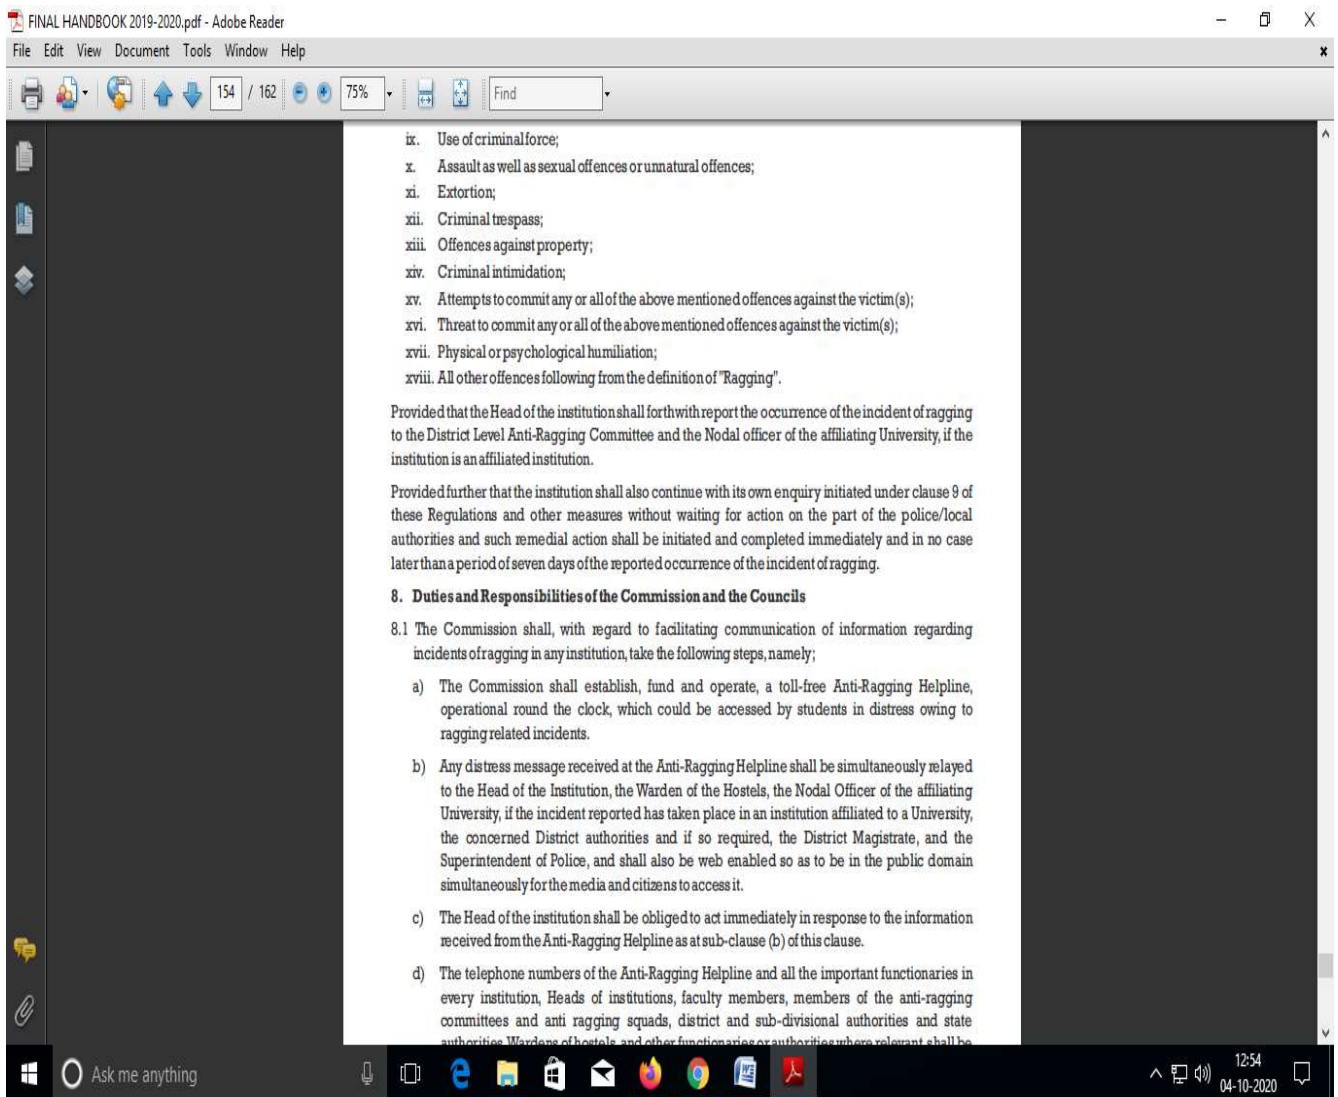 FINAL HANDBOOK 2019-2020.pdf - Adobe Reader
File Edit View Document Tools Window Help
154 / 162 75% Find
ix. Use of criminal force;
x. Assault as well as sexual offences or unnatural offences;
xi. Extortion;
xii. Criminal trespass;
xiii. Offences against property;
xiv. Criminal intimidation;
xv. Attempts to commit any or all of the above mentioned offences against the victim(s);
xvi. Threat to commit any or all of the above mentioned offences against the victim(s);
xvii. Physical or psychological humiliation;
xviii. All other offences following from the definition of "Ragging".
Provided that the Head of the institution shall forthwith report the occurrence of the incident of ragging
to the District Level Anti-Ragging Committee and the Nodal officer of the affiliating University, if the
institution is an affiliated institution.
Provided further that the institution shall also continue with its own enquiry initiated under clause 9 of
these Regulations and other measures without waiting for action on the part of the police/local
authorities and such remedial action shall be initiated and completed immediately and in no case
later than a period of seven days of the reported occurrence of the incident of ragging.
8. Duties and Responsibilities of the Commission and the Councils
8.1 The Commission shall, with regard to facilitating communication of information regarding
incidents of ragging in any institution, take the following steps, namely;
a) The Commission shall establish, fund and operate, a toll-free Anti-Ragging Helpline,
operational round the clock, which could be accessed by students in distress owing to
ragging related incidents.
b) Any distress message received at the Anti-Ragging Helpline shall be simultaneously relayed
to the Head of the Institution, the Warden of the Hostels, the Nodal Officer of the affiliating
University, if the incident reported has taken place in an institution affiliated to a University,
the concerned District authorities and if so required, the District Magistrate, and the
Superintendent of Police, and shall also be web enabled so as to be in the public domain
simultaneously for the media and citizens to access it.
c) The Head of the institution shall be obliged to act immediately in response to the information
received from the Anti-Ragging Helpline as at sub-clause (b) of this clause.
d) The telephone numbers of the Anti-Ragging Helpline and all the important functionaries in
every institution, Heads of institutions, faculty members, members of the anti-ragging
committees and anti ragging squads, district and sub-divisional authorities and state
authorities, Wardens of hostels, and other functionaries or authorities where relevant, shall be
Ask me anything
12:54
04-10-2020